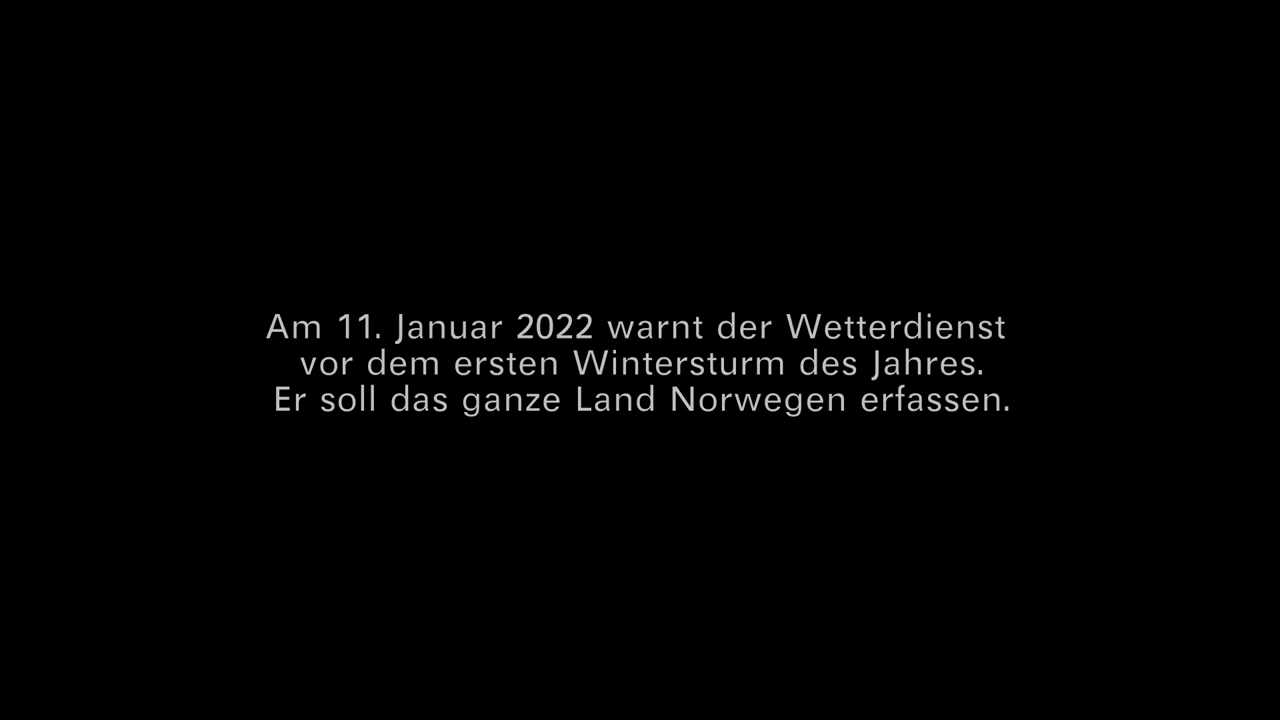 Am 11. Januar 2022 warnt der Wetterdienst
vor dem ersten Wintersturm des Jahres.
Er soll das ganze Land Norwegen erfassen.